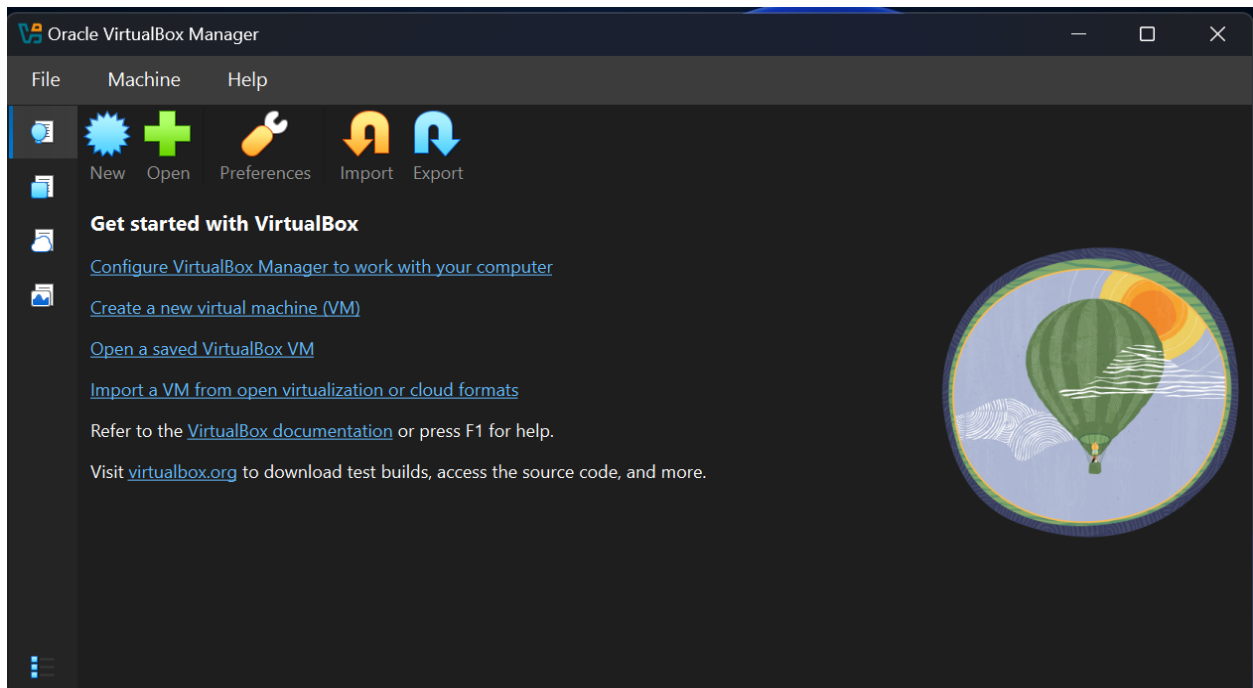 Oracle VirtualBox Manager
File Machine Help
New Open Preferences Import Export
Get started with VirtualBox
Configure VirtualBox Manager to work with your computer
Create a new virtual machine (VM)
Open a saved VirtualBox VM
Import a VM from open virtualization or cloud formats
Refer to the VirtualBox documentation or press F1 for help.
Visit virtualbox.org to download test builds, access the source code, and more.